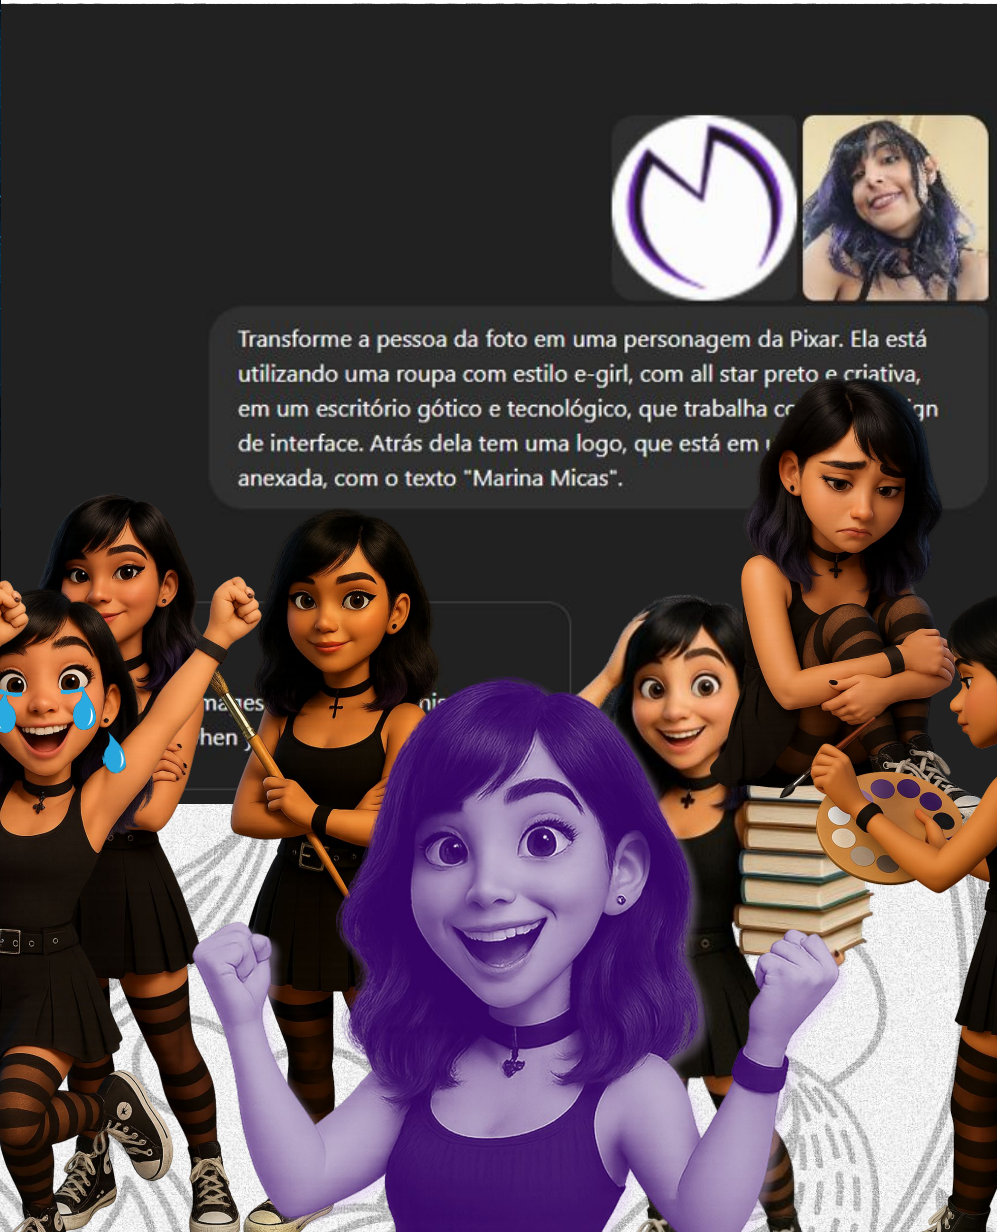 Transforme a pessoa da foto em uma personagem da Pixar. Ela está
utilizando uma roupa com estilo e-girl, com all star preto e criativa,
em um escritório gótico e tecnológico, que trabalha
de interface. Atrás dela tem uma logo, que está em
anexada, com o texto "Marina Micas".